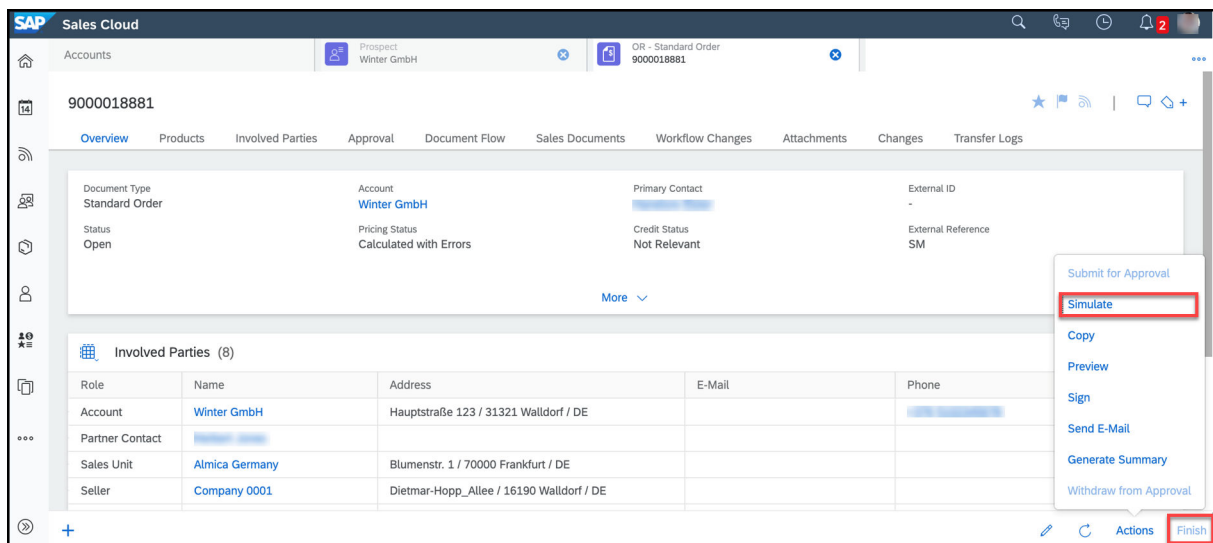 SAP Sales Cloud 2
Accounts
Prospect
Winter GmbH
OR - Standard Order
9000018881
14
9000018881
Overview Products Involved Parties Approval Document Flow Sales Documents Workflow Changes Attachments Changes Transfer Logs
Document Type Account Primary Contact External ID
Standard Order Winter GmbH -
Status Pricing Status Credit Status External Reference
Open Calculated with Errors Not Relevant SM
More
Involved Parties (8)
Role Name Address E-Mail Phone
Account Winter GmbH Hauptstraße 123 / 31321 Walldorf / DE
Partner Contact
Sales Unit Almica Germany Blumenstr. 1 / 70000 Frankfurt / DE
Seller Company 0001 Dietmar-Hopp_Allee / 16190 Walldorf / DE
Submit for Approval
Simulate
Copy
Preview
Sign
Send E-Mail
Generate Summary
Withdraw from Approval
Actions Finish